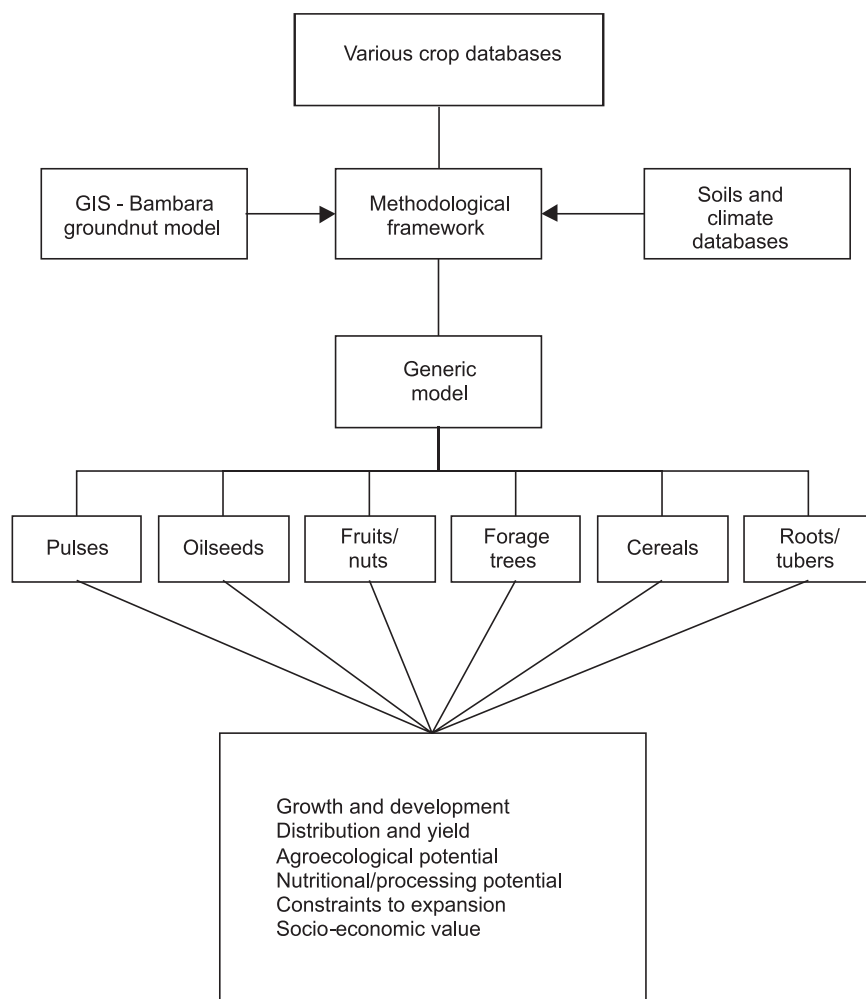 Various crop databases
GIS - Bambara
groundnut model
Methodological
framework
Soils and
climate
databases
Generic
model
Pulses
Oilseeds
Fruits/
nuts
Forage
trees
Cereals
Roots/
tubers
Growth and development
Distribution and yield
Agroecological potential
Nutritional/processing potential
Constraints to expansion
Socio-economic value